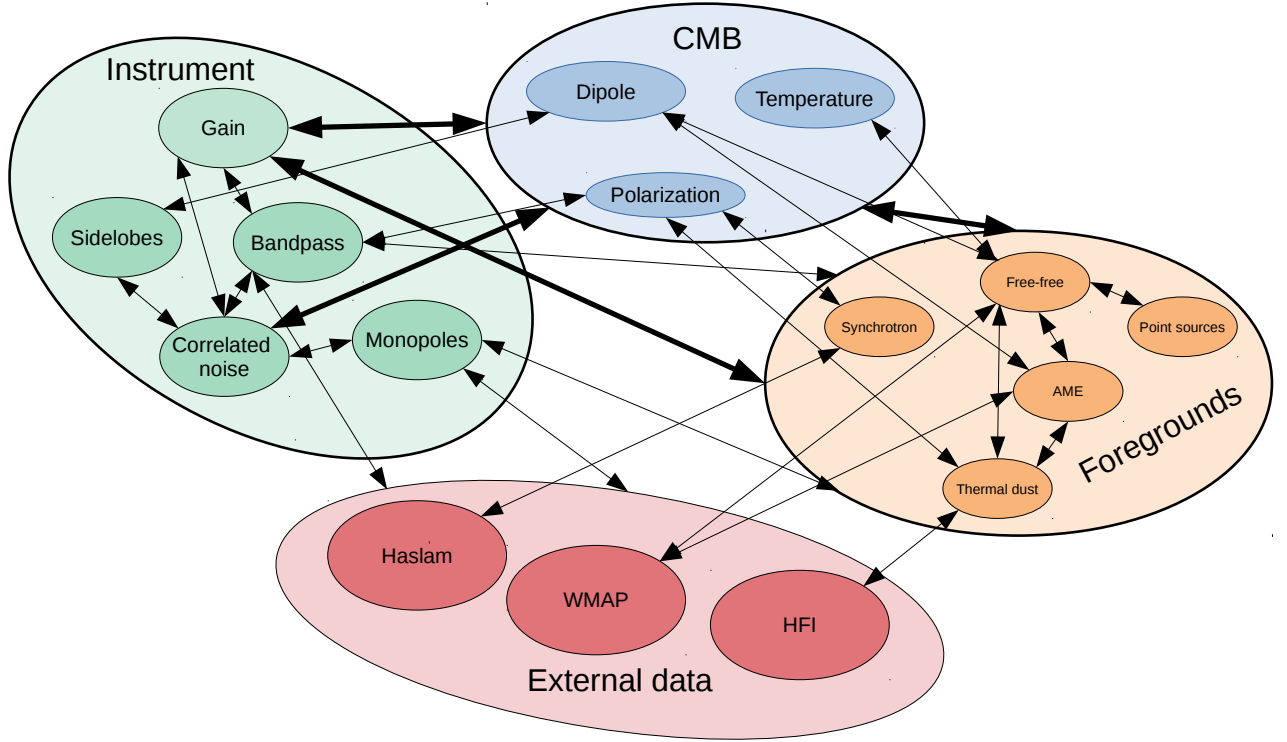 CMB
Instrument
Dipole
Temperature
Gain
Polarization
Sidelobes
Bandpass
Free-free
Synchrotron
Point sources
Correlated
noise
Monopoles
AME
Foregrounds
Thermal dust
Haslam
WMAP
HFI
External data